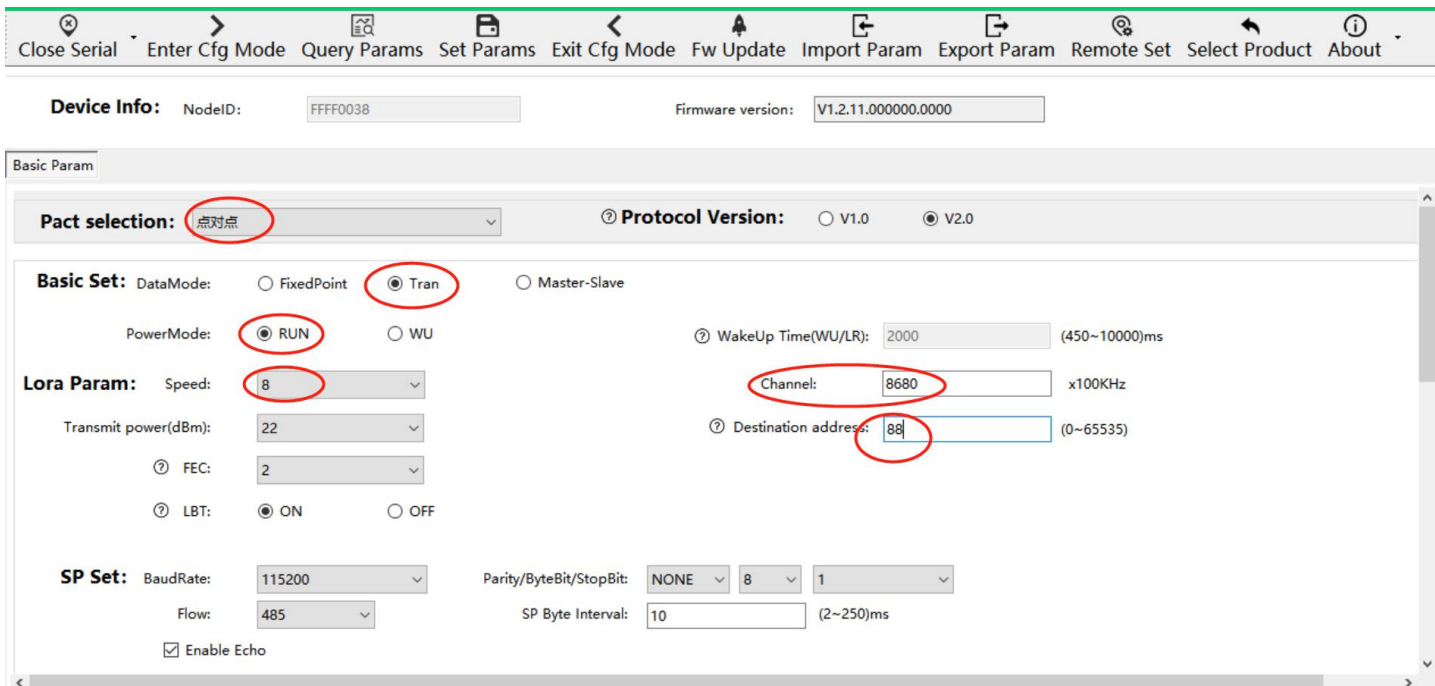 Close Serial Enter Cfg Mode Query Params Set Params Exit Cfg Mode Fw Update Import Param Export Param Remote Set Select Product About
Device Info: NodeID: FFFF0038 Firmware version: V1.2.11.000000.0000
Basic Param
Pact selection: 点对点 Protocol Version: V1.0 V2.0
Basic Set: DataMode: FixedPoint Tran Master-Slave
PowerMode: RUN WU WakeUp Time(WU/LR): 2000 (450~10000)ms
Lora Param: Speed: 8 Channel: 8680 x100KHz
Transmit power(dBm): 22 Destination address: 88 (0~65535)
FEC: 2
LBT: ON OFF
SP Set: BaudRate: 115200 Parity/ByteBit/StopBit: NONE 8 1
Flow: 485 SP Byte Interval: 10 (2~250)ms
Enable Echo